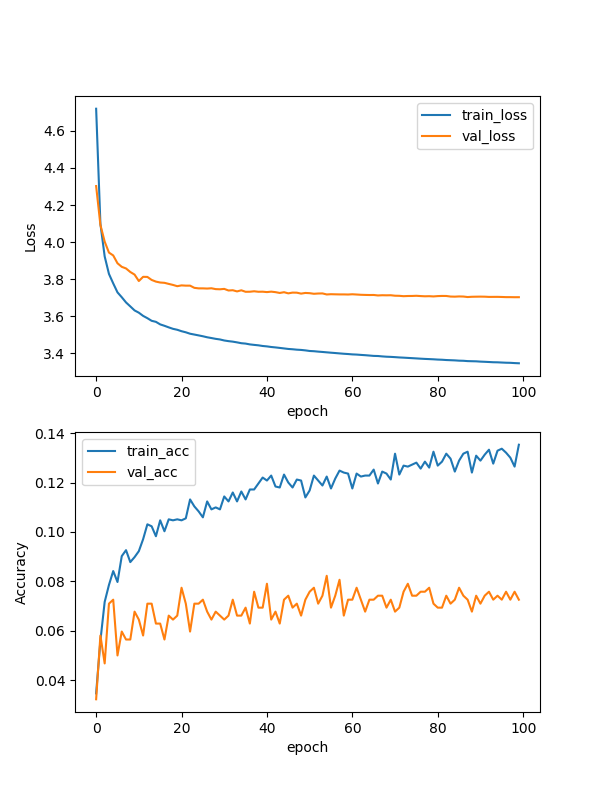 4.6
4.4
4.2
4.0
3.8
3.6
3.4
Loss
train_loss
val_loss
0 20 40 60 80 100
epoch
0.14
0.12
0.10
0.08
0.06
0.04
Accuracy
train_acc
val_acc
0 20 40 60 80 100
epoch